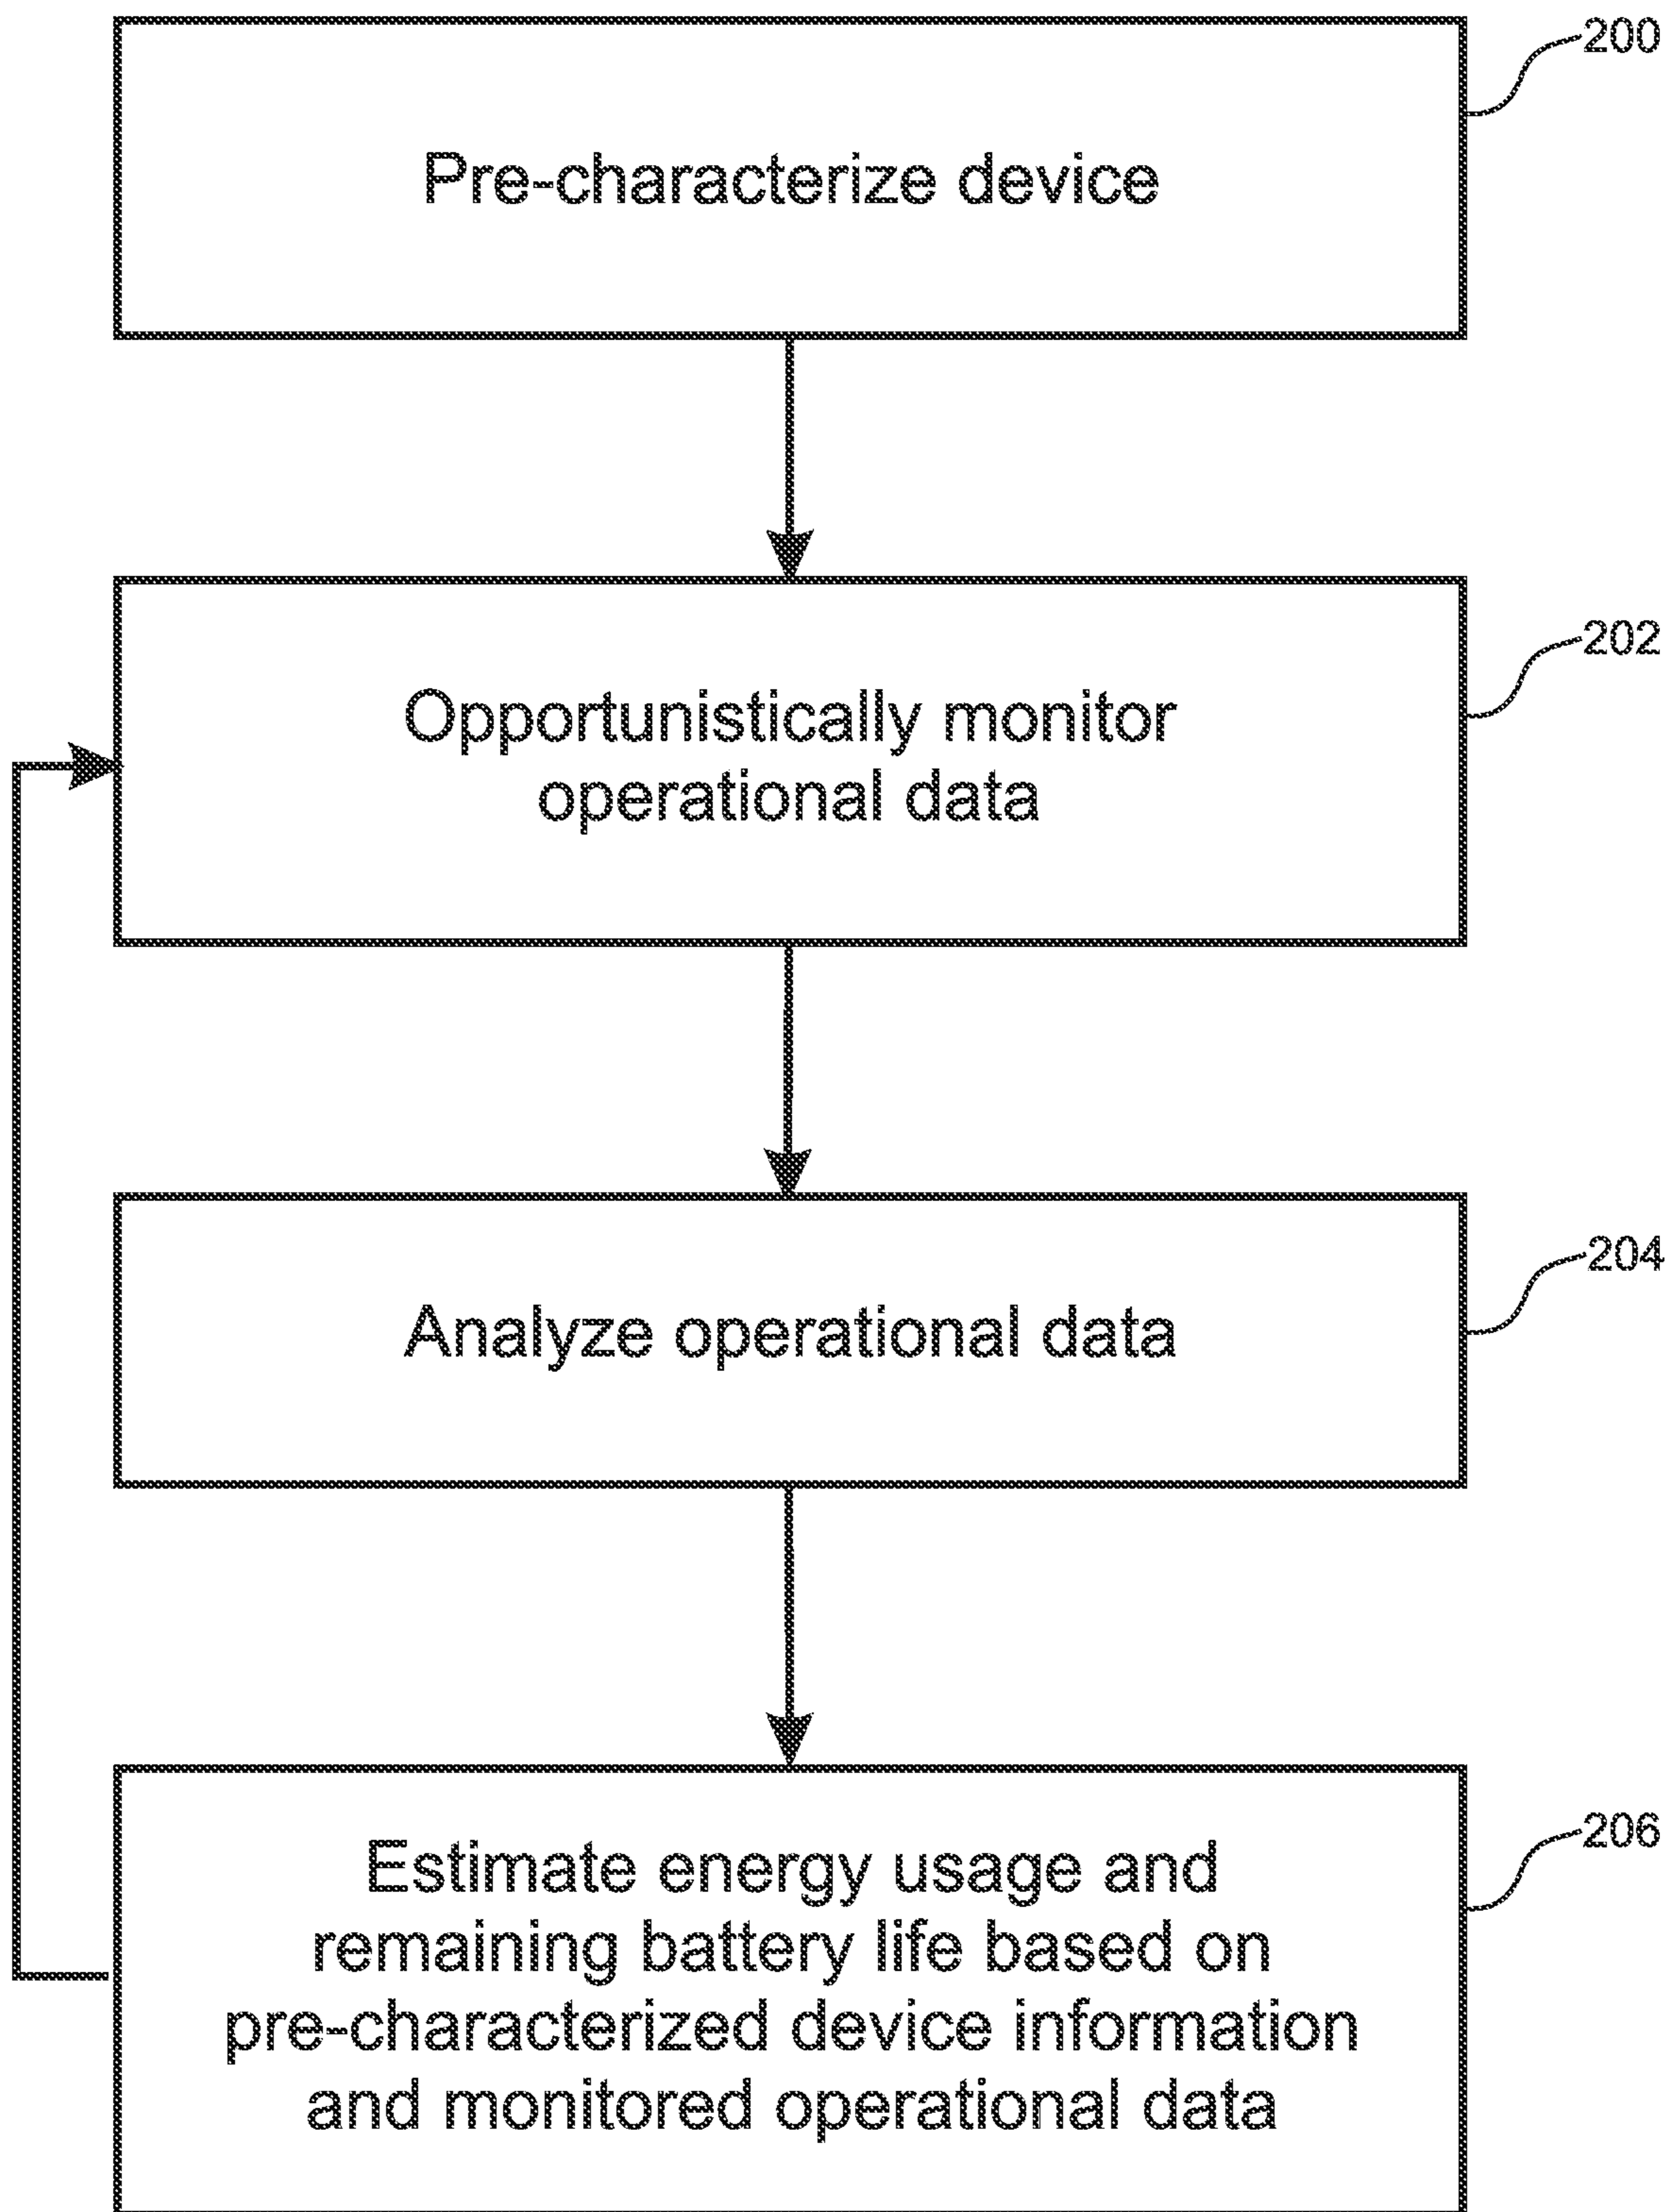 200
Pre-characterize device
202
Opportunistically monitor
operational data
204
Analyze operational data
206
Estimate energy usage and
remaining battery life based on
pre-characterized device information
and monitored operational data